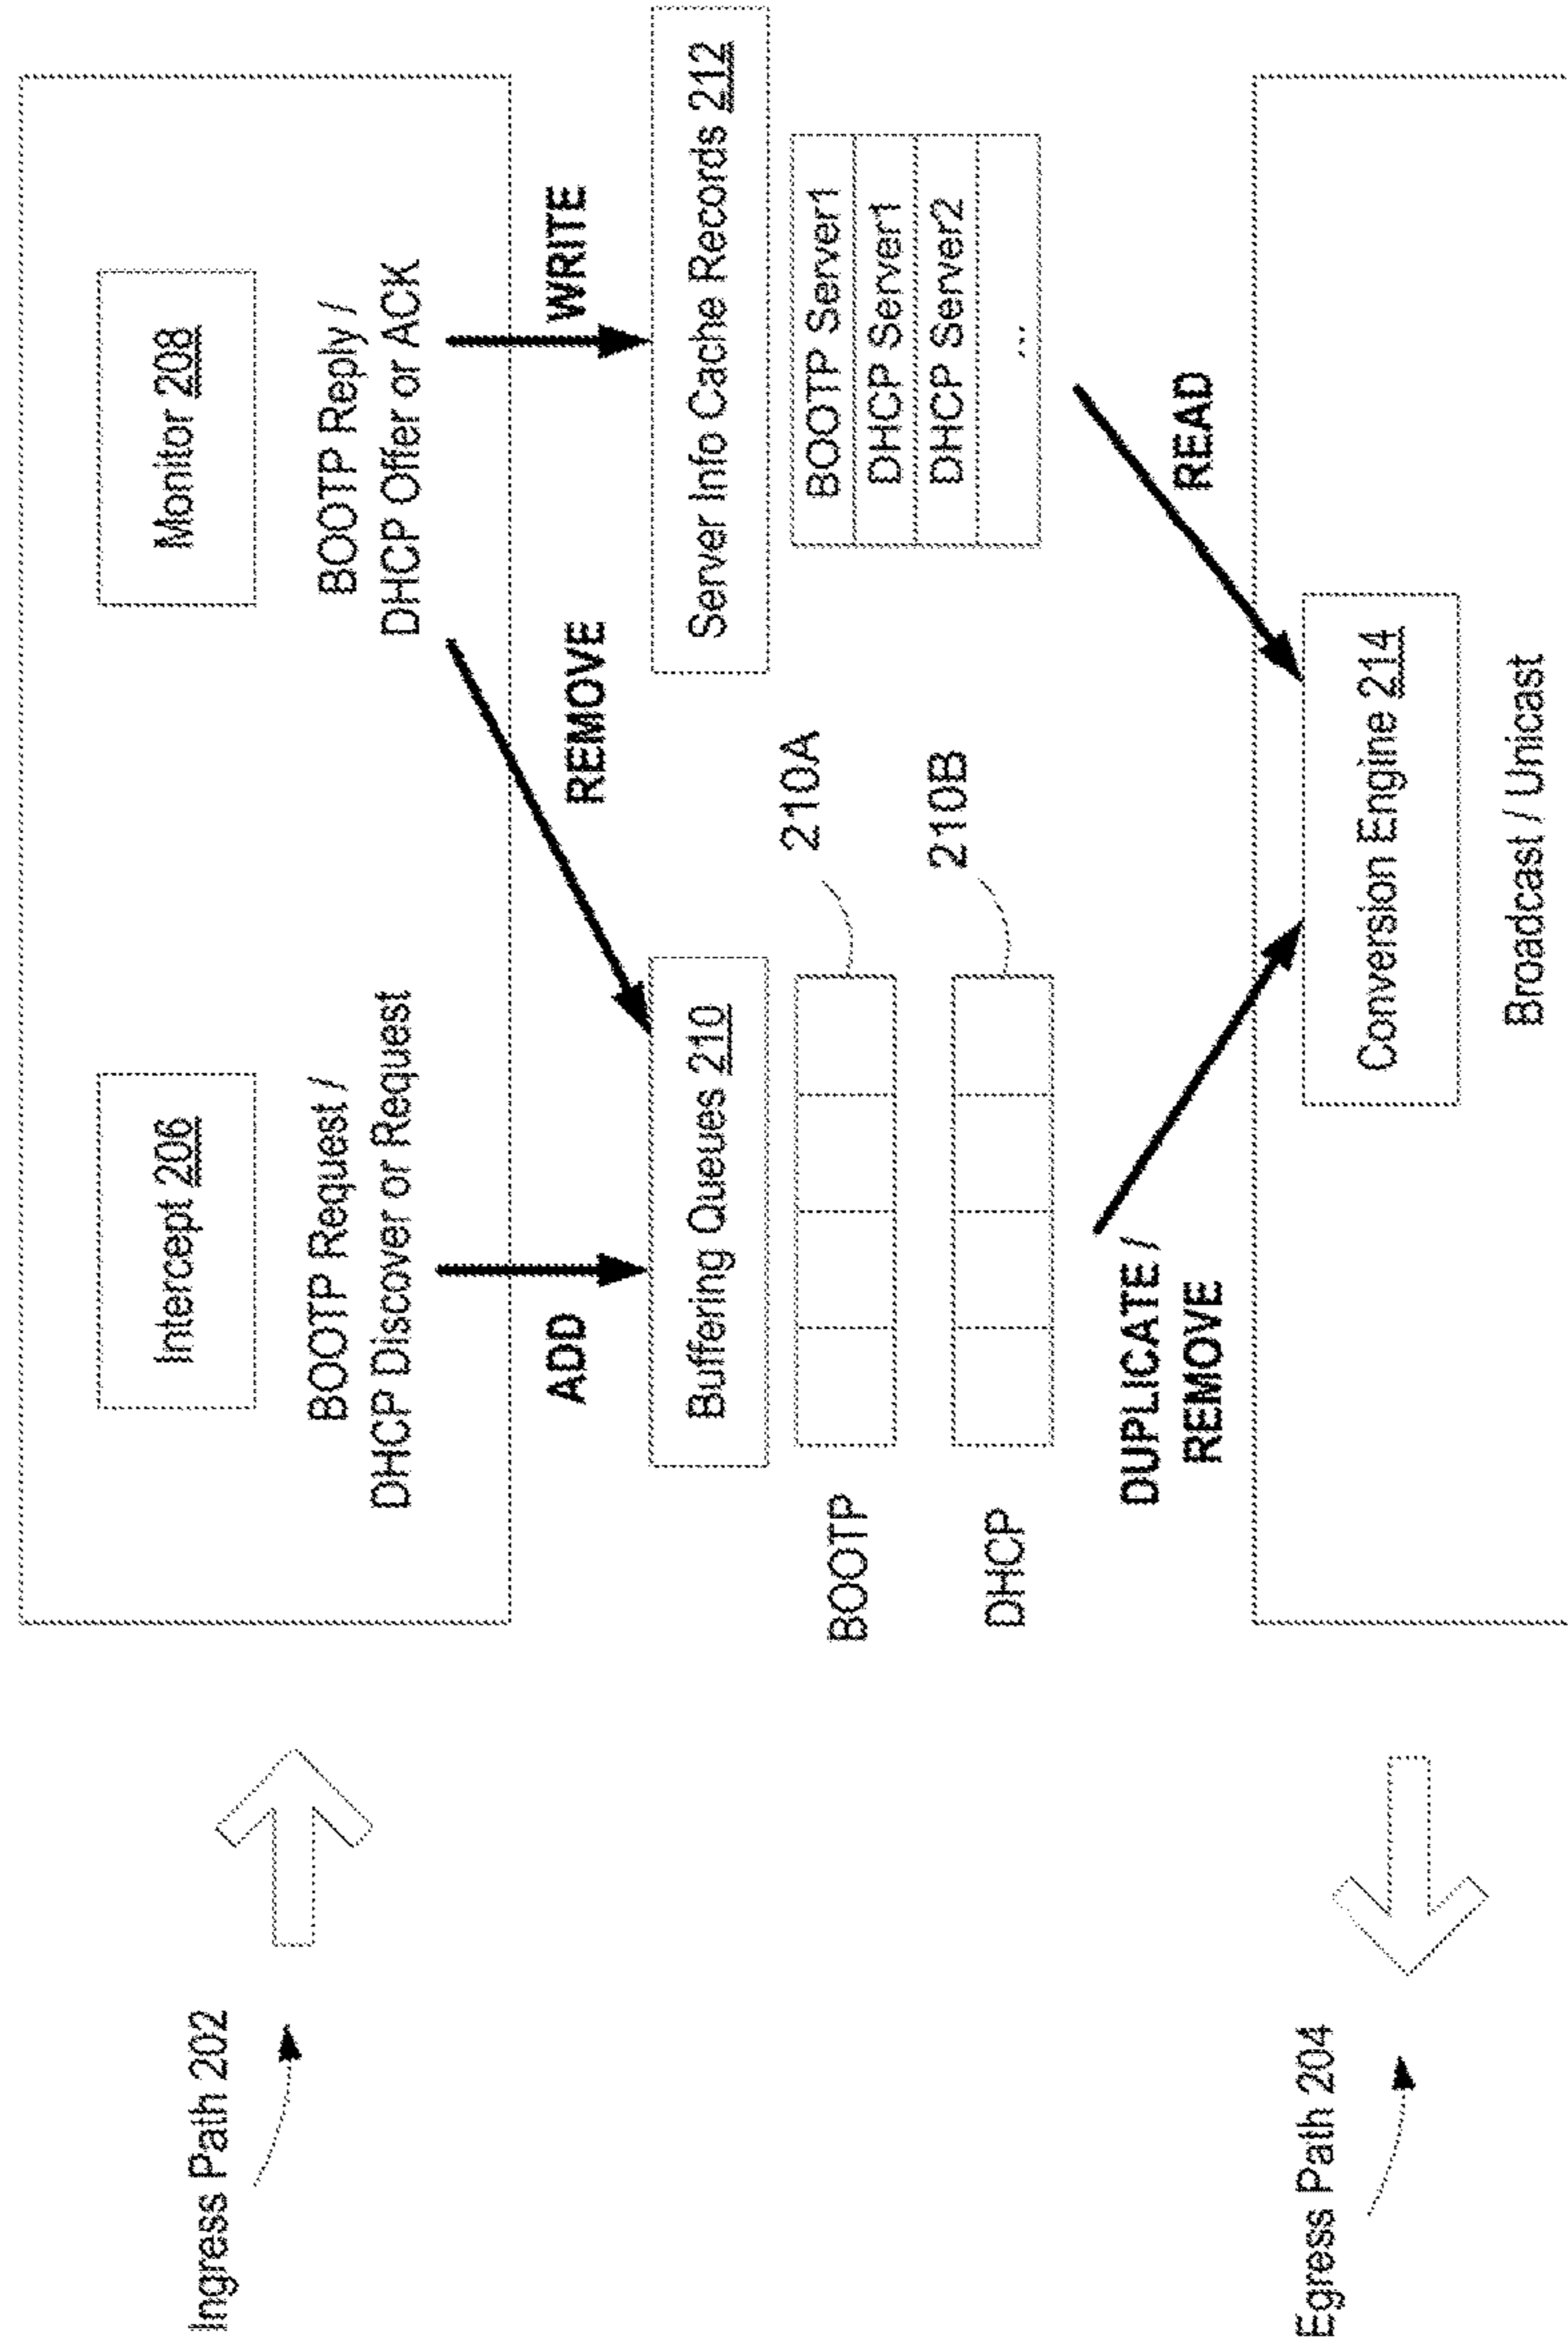 Ingress Path 202
Intercept 206
BOOTP Request /
DHCP Discover or Request
Monitor 208
BOOTP Reply /
DHCP Offer or ACK
ADD
REMOVE
WRITE
Buffering Queues 210
Server Info Cache Records 212
BOOTP
210A
DHCP
210B
BOOTP Server1
DHCP Server1
DHCP Server2
...
DUPLICATE /
REMOVE
READ
Egress Path 204
Conversion Engine 214
Broadcast / Unicast